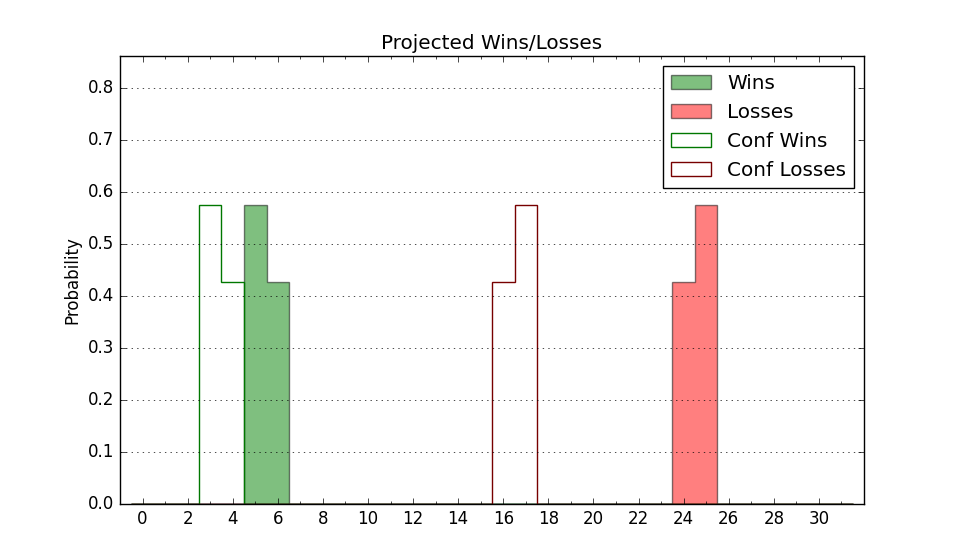 Projected Wins/Losses
Wins
Losses
Conf Wins
Conf Losses
Probability
0.8
0.7
0.6
0.5
0.4
0.3
0.2
0.1
0.0
0 2 4 6 8 10 12 14 16 18 20 22 24 26 28 30